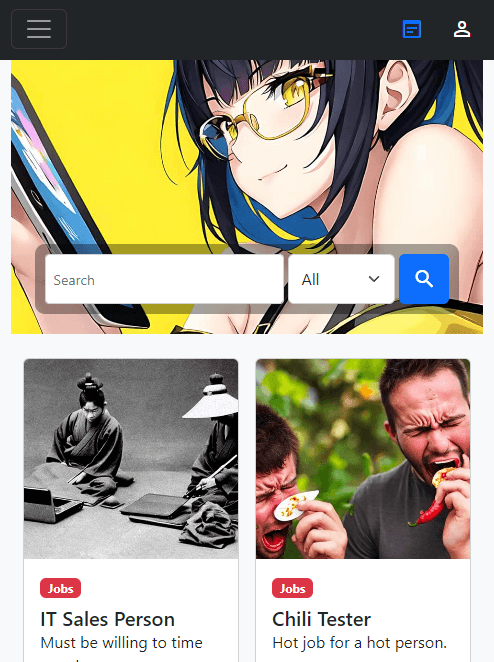 Search
All
Jobs
IT Sales Person
Must be willing to time
Jobs
Chili Tester
Hot job for a hot person.